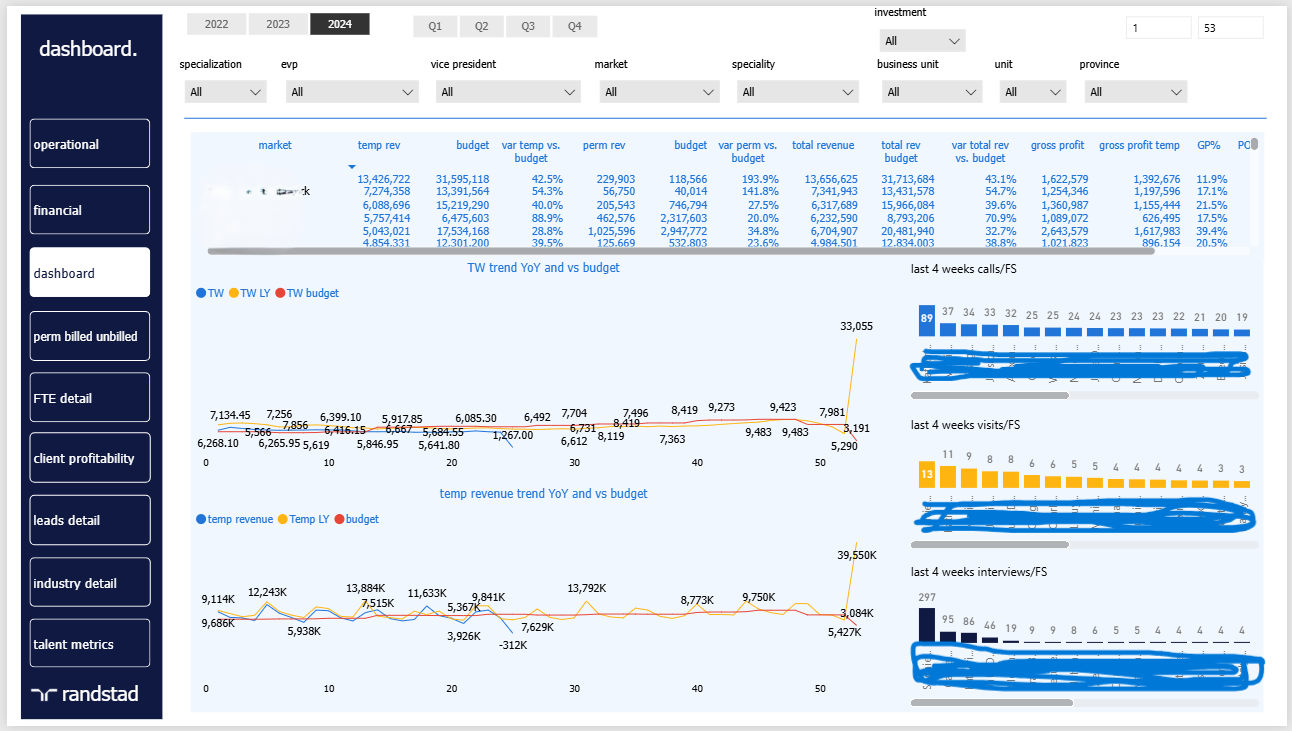 dashboard.
operational
financial
dashboard
perm billed unbilled
FTE detail
client profitability
leads detail
industry detail
talent metrics
randstad
2022 2023 2024 Q1 Q2 Q3 Q4
investment
All
1 53
specialization evp vice president market speciality business unit unit province
All All All All All All All All
market temp rev budget var temp vs. budget perm rev budget var perm vs. budget total revenue total rev budget var total rev vs. budget gross profit gross profit temp GP% PO
13,426,722 31,595,118 42.5% 229,903 118,566 193.9% 13,656,625 31,713,684 43.1% 1,622,579 1,392,676 11.9%
7,274,358 13,391,564 54.3% 56,750 40,014 141.8% 7,341,943 13,431,578 54.7% 1,254,346 1,197,596 17.1%
6,088,696 15,219,290 40.0% 205,543 746,794 27.5% 6,317,689 15,966,084 39.6% 1,360,987 1,155,444 21.5%
5,757,414 6,475,603 88.9% 462,576 2,317,603 20.0% 6,232,590 8,793,206 70.9% 1,089,072 626,495 17.5%
5,043,021 17,534,168 28.8% 1,025,596 2,947,772 34.8% 6,704,907 20,481,940 32.7% 2,643,579 1,617,983 39.4%
4,854,331 12,301,200 39.5% 125,669 532,803 23.6% 4,984,501 12,834,003 38.8% 1,021,823 896,154 20.5%
TW trend YoY and vs budget
TW TW LY TW budget
33,055
7,134.45 7,256 7,856 6,399.10 5,917.85 6,085.30 6,492 7,704 7,496 8,419 9,273 9,423 7,981
5,566 6,416.15 6,667 5,684.55 1,267.00 6,731 8,419 3,191
6,268.10 6,265.95 5,619 5,846.95 5,641.80 6,612 8,119 7,363 9,483 9,483 5,290
0 10 20 30 40 50
temp revenue trend YoY and vs budget
temp revenue Temp LY budget
39,550K
9,114K 12,243K 13,884K 7,515K 11,633K 5,367K 9,841K 13,792K 8,773K 9,750K 3,084K
9,686K 5,938K 3,926K -312K 7,629K 5,427K
0 10 20 30 40 50
last 4 weeks calls/FS
89 37 34 33 32 25 25 24 24 23 23 23 22 21 20 19
last 4 weeks visits/FS
13 11 9 8 8 6 6 5 5 4 4 4 4 4 3 3
last 4 weeks interviews/FS
297 95 86 46 19 9 9 8 6 5 5 4 4 4 4 4